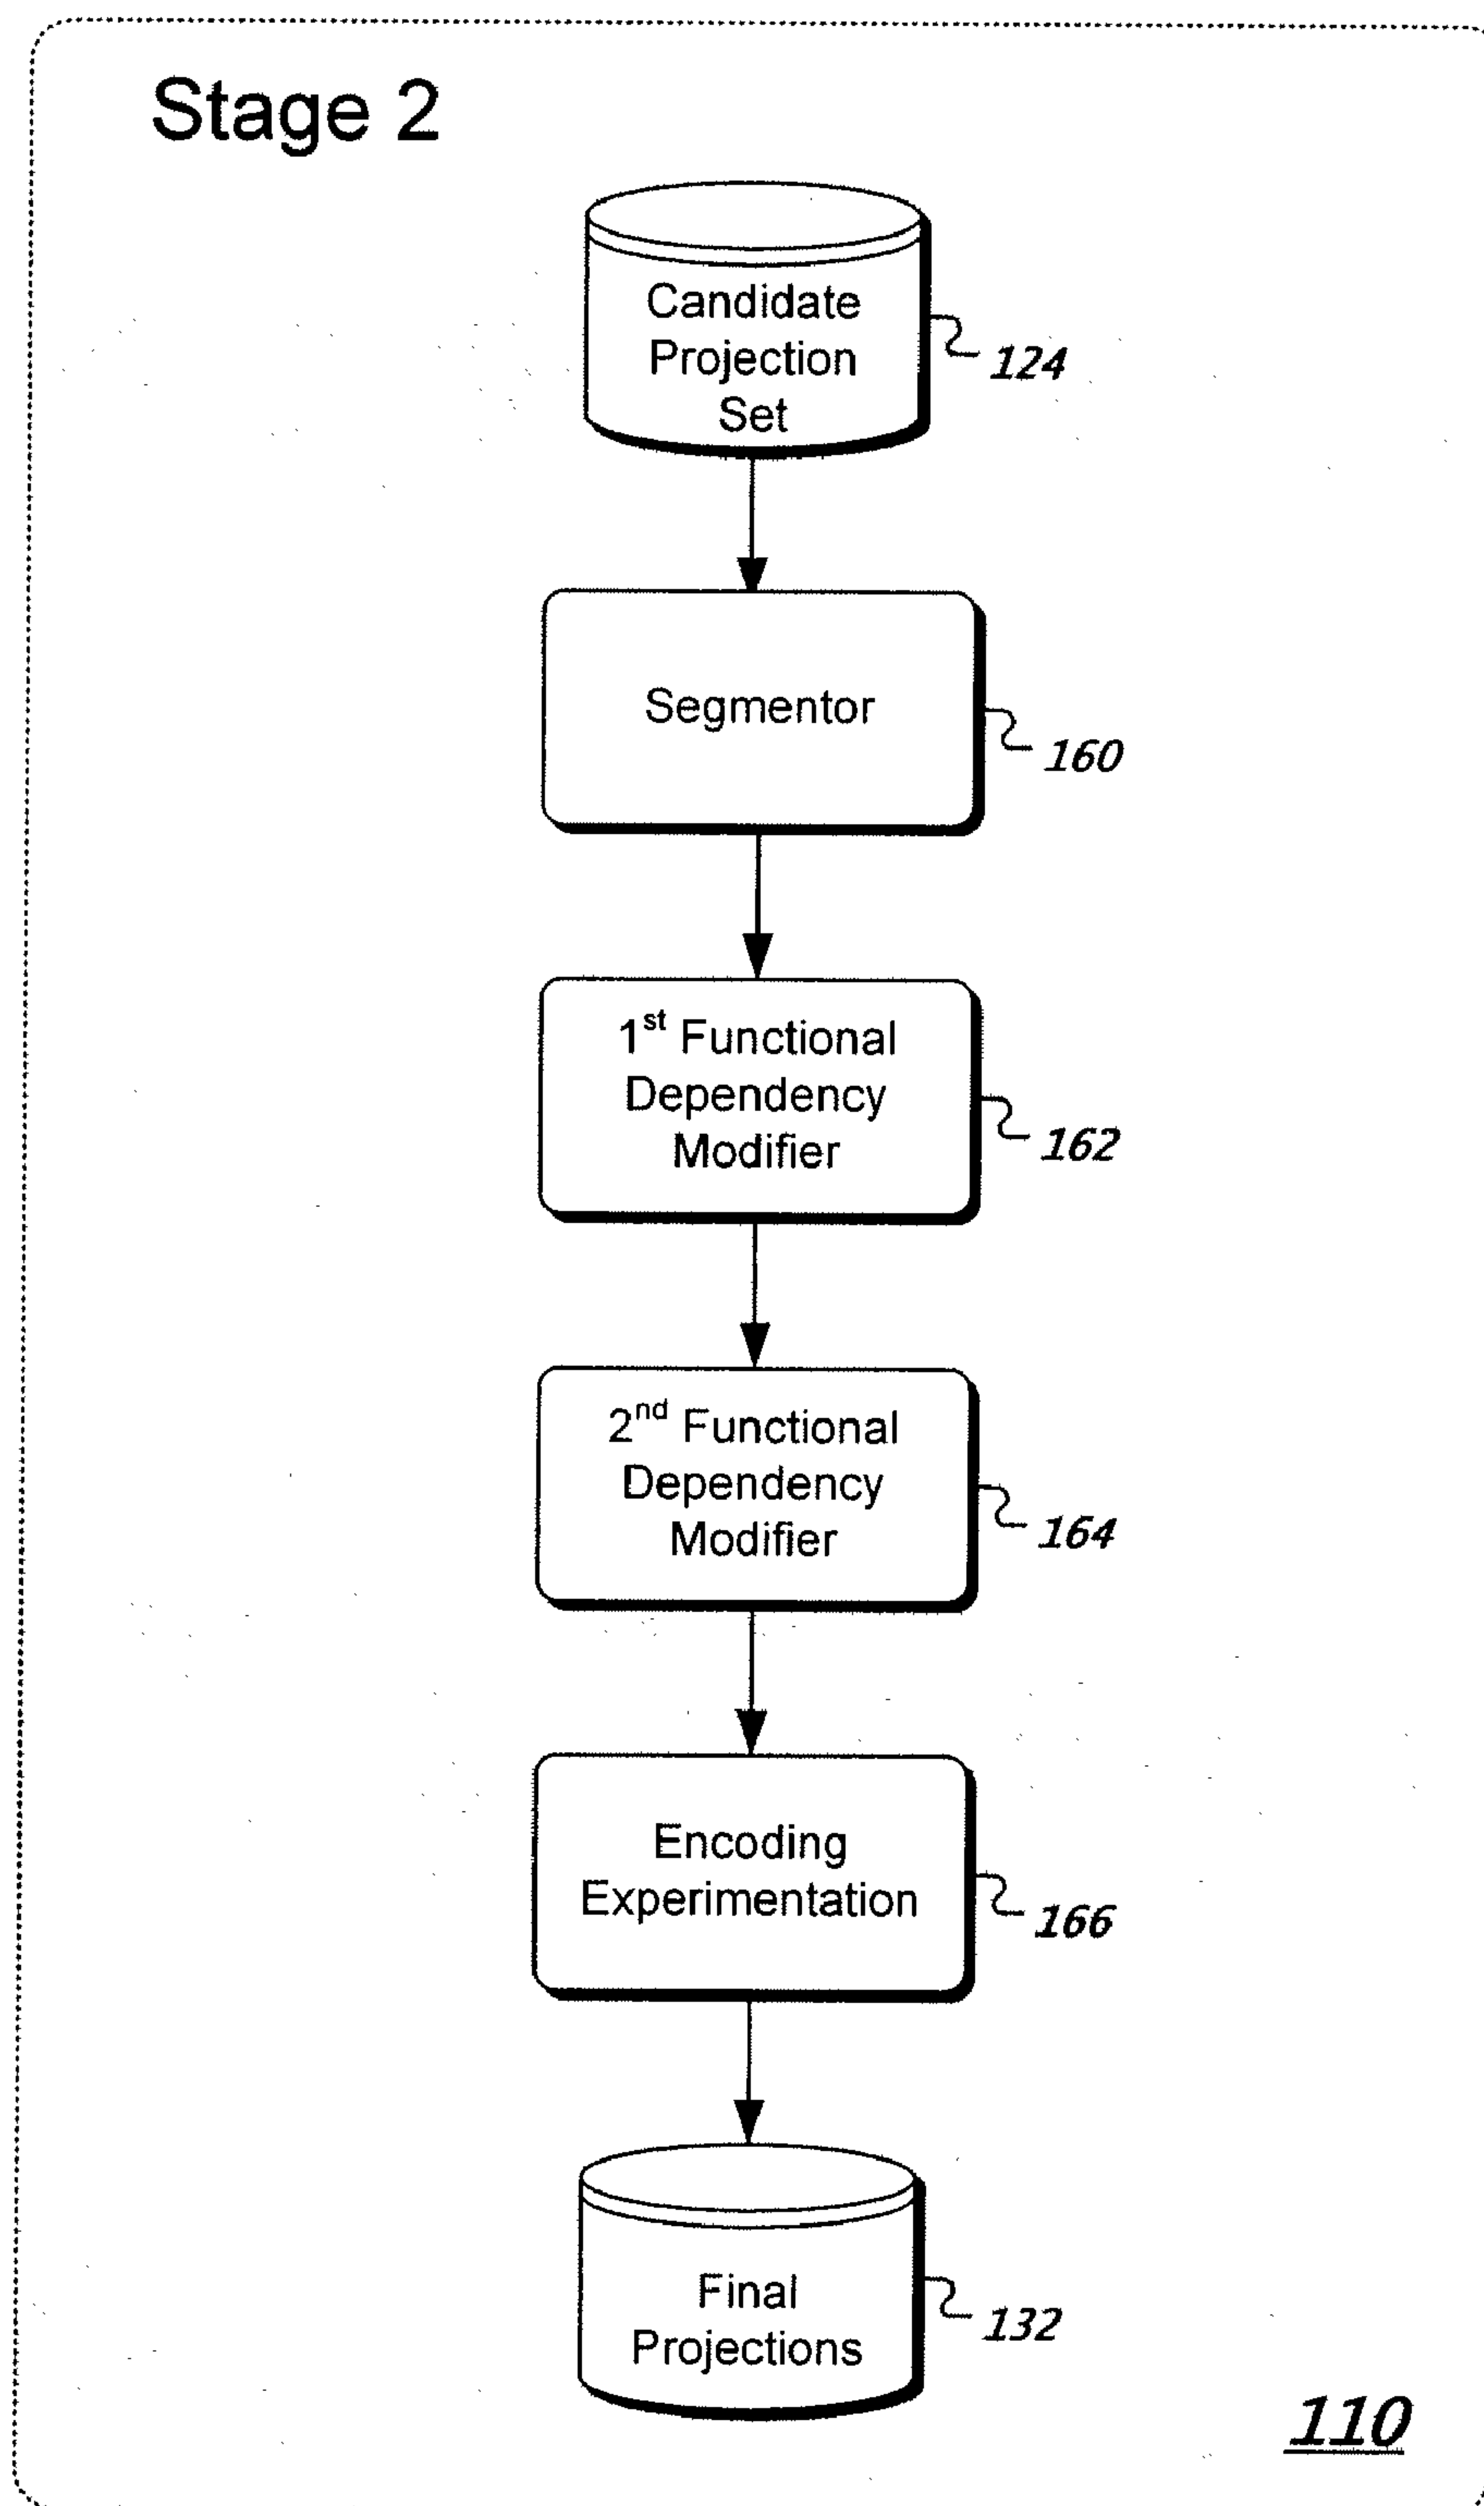 Stage 2
Candidate
Projection
Set
124
Segmentor
160
1st Functional
Dependency
Modifier
162
2nd Functional
Dependency
Modifier
164
Encoding
Experimentation
166
Final
Projections
132
110